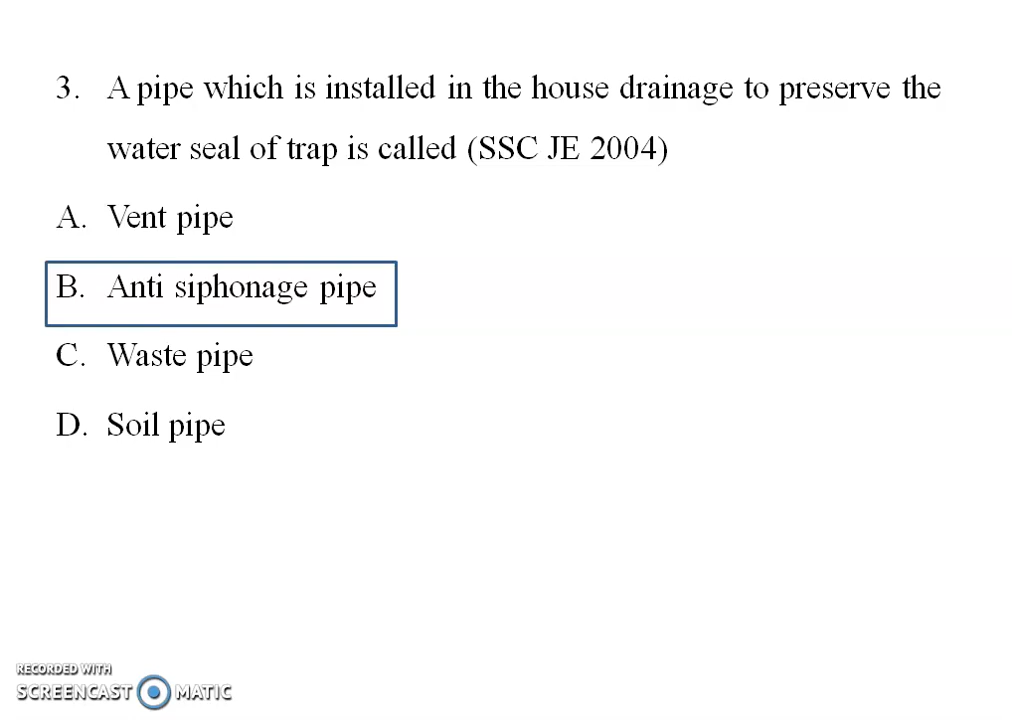 3. A pipe which is installed in the house drainage to preserve the
water seal of trap is called (SSC JE 2004)
A. Vent pipe
B. Anti siphonage pipe
C. Waste pipe
D. Soil pipe
RECORDED WITH
SCREENCAST MATIC